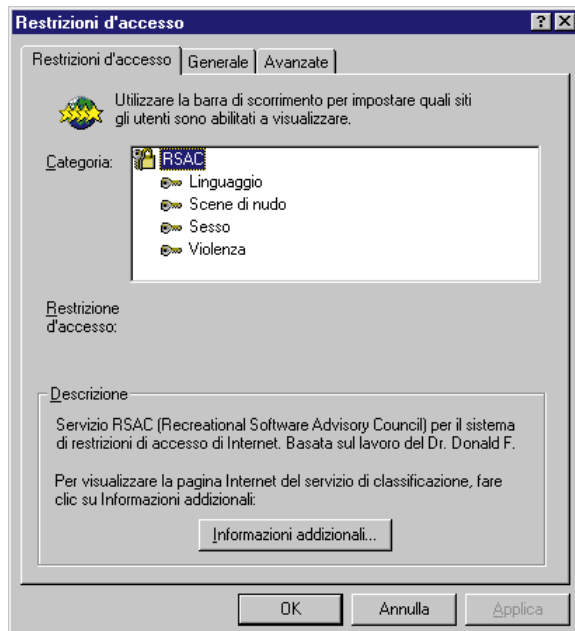 Restrizioni d'accesso
Restrizioni d'accesso Generale Avanzate
Utilizzare la barra di scorrimento per impostare quali siti
gli utenti sono abilitati a visualizzare.
Categoria:
RSAC
Linguaggio
Scene di nudo
Sesso
Violenza
Restrizione
d'accesso:
Descrizione
Servizio RSAC (Recreational Software Advisory Council) per il sistema
di restrizioni di accesso di Internet. Basata sul lavoro del Dr. Donald F.
Per visualizzare la pagina Internet del servizio di classificazione, fare
clic su Informazioni addizionali:
Informazioni addizionali...
OK Annulla Applica